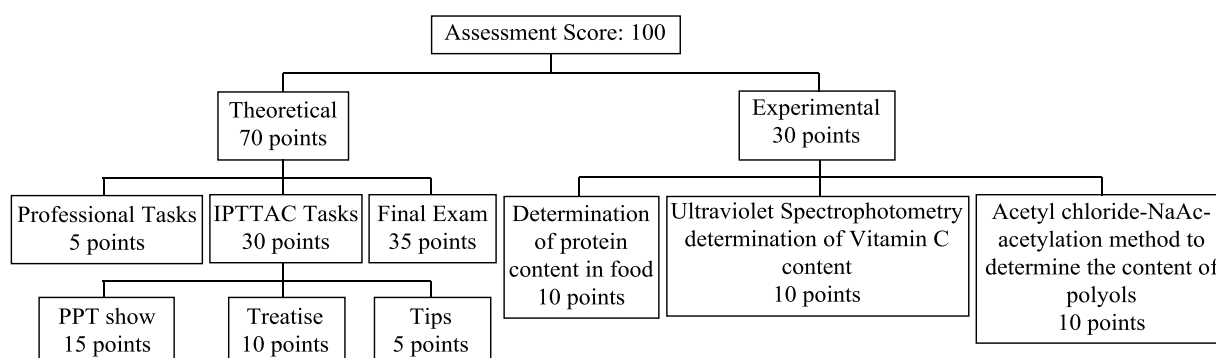 Assessment Score: 100
Theoretical
70 points
Experimental
30 points
Professional Tasks
5 points
IPTTAC Tasks
30 points
Final Exam
35 points
Determination
of protein
content in food
10 points
Ultraviolet Spectrophotometry
determination of Vitamin C
content
10 points
Acetyl chloride-NaAc-
acetylation method to
determine the content of
polyols
10 points
PPT show
15 points
Treatise
10 points
Tips
5 points